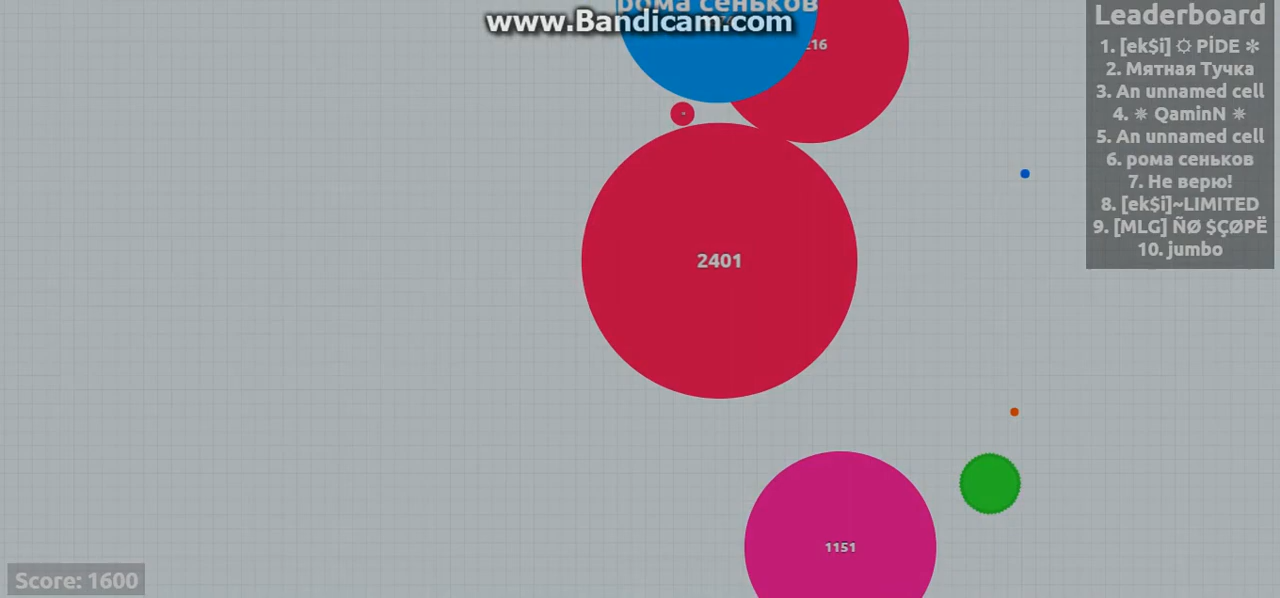 рома сеньков
www.Bandicam.com
Leaderboard
1. [ek$i] ☼ PİDE ✻
2. Мятная Тучка
3. An unnamed cell
4. ✷ QaminN ✷
5. An unnamed cell
6. рома сеньков
7. Не верю!
8. [ek$i]~LIMITED
9. [MLG] ÑØ $ÇØPË
10. jumbo
2401
1151
Score: 1600